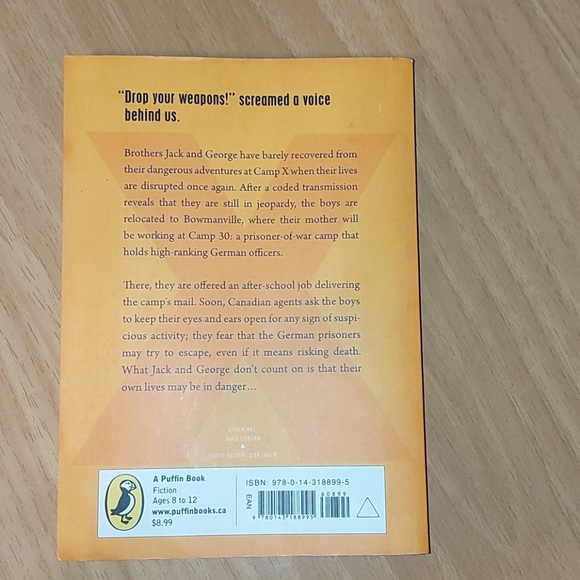 “Drop your weapons!” screamed a voice
behind us.
Brothers Jack and George have barely recovered from
their dangerous adventures at Camp X when their lives
are disrupted once again. After a coded transmission
reveals that they are still in jeopardy, the boys are
relocated to Bowmanville, where their mother will
be working at Camp 30: a prisoner-of-war camp that
holds high-ranking German officers.
There, they are offered an after-school job delivering
the camp’s mail. Soon, Canadian agents ask the boys
to keep their eyes and ears open for any sign of suspi-
cious activity; they fear that the German prisoners
may try to escape, even if it means risking death.
What Jack and George don’t count on is that their
own lives may be in danger…
A Puffin Book
Fiction
Ages 8 to 12
www.puffinbooks.ca
$8.99
ISBN: 978-0-14-318899-5
60899
EAN
9 780143 188995